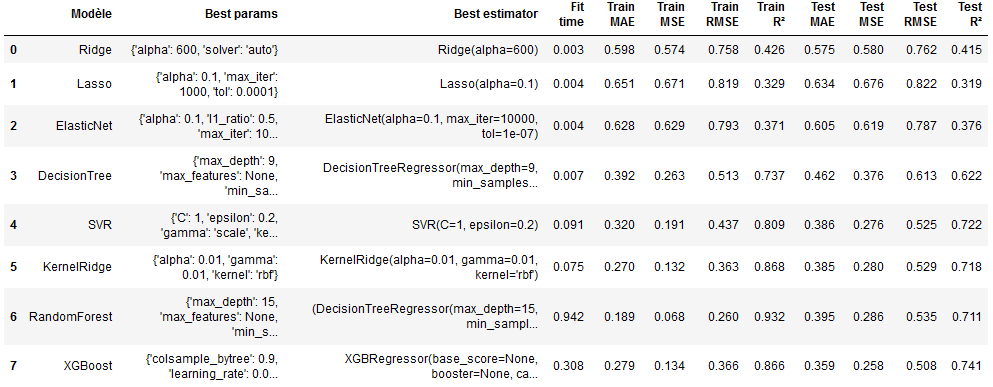 Modèle Best params Best estimator Fit time Train MAE Train MSE Train RMSE Train R² Test MAE Test MSE Test RMSE Test R²
0 Ridge {'alpha': 600, 'solver': 'auto'} Ridge(alpha=600) 0.003 0.598 0.574 0.758 0.426 0.575 0.580 0.762 0.415
1 Lasso {'alpha': 0.1, 'max_iter': 1000, 'tol': 0.0001} Lasso(alpha=0.1) 0.004 0.651 0.671 0.819 0.329 0.634 0.676 0.822 0.319
2 ElasticNet {'alpha': 0.1, 'l1_ratio': 0.5, 'max_iter': 10... ElasticNet(alpha=0.1, max_iter=10000, tol=1e-07) 0.004 0.628 0.629 0.793 0.371 0.605 0.619 0.787 0.376
3 DecisionTree {'max_depth': 9, 'max_features': None, 'min_sa... DecisionTreeRegressor(max_depth=9, min_samples... 0.007 0.392 0.263 0.513 0.737 0.462 0.376 0.613 0.622
4 SVR {'C': 1, 'epsilon': 0.2, 'gamma': 'scale', 'ke... SVR(C=1, epsilon=0.2) 0.091 0.320 0.191 0.437 0.809 0.386 0.276 0.525 0.722
5 KernelRidge {'alpha': 0.01, 'gamma': 0.01, 'kernel': 'rbf'} KernelRidge(alpha=0.01, gamma=0.01, kernel='rbf') 0.075 0.270 0.132 0.363 0.868 0.385 0.280 0.529 0.718
6 RandomForest {'max_depth': 15, 'max_features': None, 'min_s... (DecisionTreeRegressor(max_depth=15, min_sampl... 0.942 0.189 0.068 0.260 0.932 0.395 0.286 0.535 0.711
7 XGBoost {'colsample_bytree': 0.9, 'learning_rate': 0.0... XGBRegressor(base_score=None, booster=None, ca... 0.308 0.279 0.134 0.366 0.866 0.359 0.258 0.508 0.741